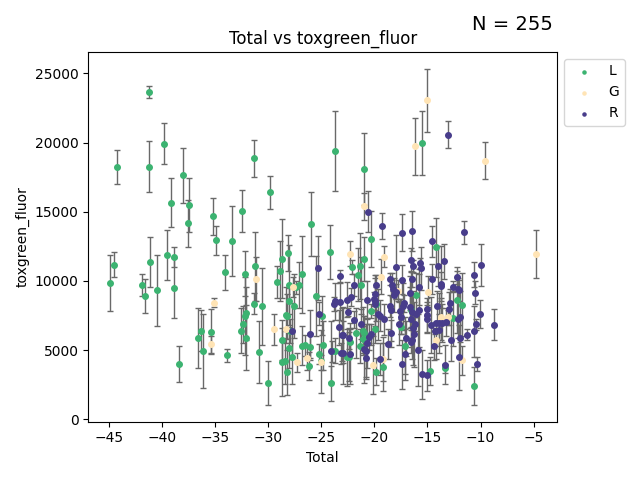 N = 255
Total vs toxgreen_fluor
toxgreen_fluor
25000
20000
15000
10000
5000
0
−45
−40
−35
−30
−25
−20
−15
−10
−5
Total
L
G
R